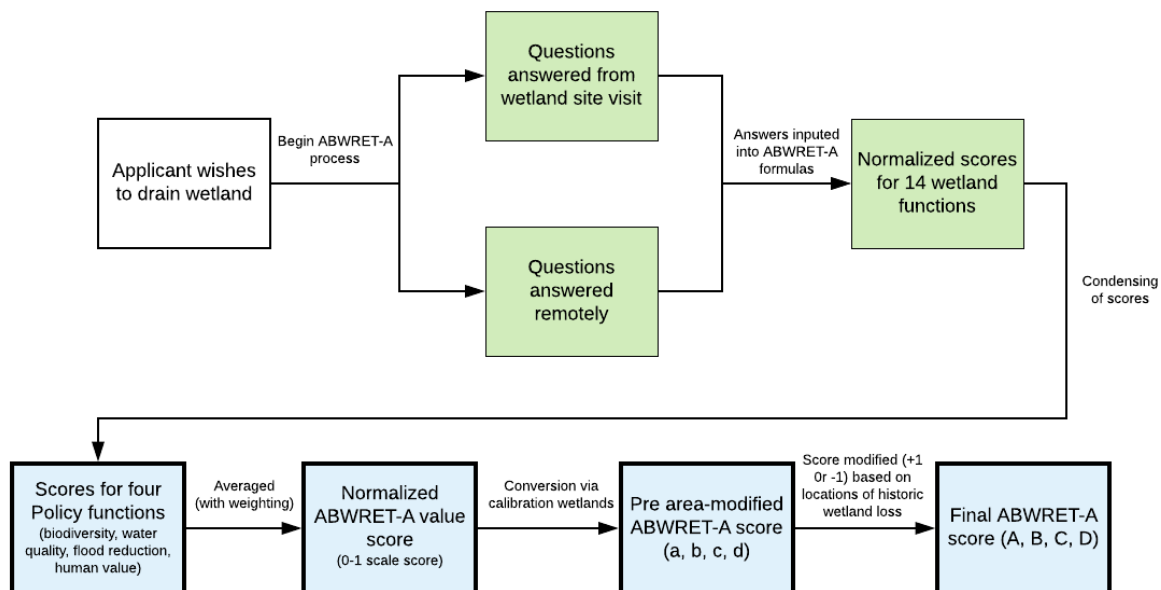 Questions
answered from
wetland site visit
Applicant wishes
to drain wetland
Begin ABWRET-A
process
Answers inputed
into ABWRET-A
formulas
Normalized scores
for 14 wetland
functions
Questions
answered
remotely
Condensing
of scores
Scores for four
Policy functions
(biodiversity, water
quality, flood reduction,
human value)
Averaged
(with weighting)
Normalized
ABWRET-A value
score
(0-1 scale score)
Conversion via
calibration wetlands
Pre area-modified
ABWRET-A score
(a, b, c, d)
Score modified (+1
0r -1) based on
locations of historic
wetland loss
Final ABWRET-A
score (A, B, C, D)